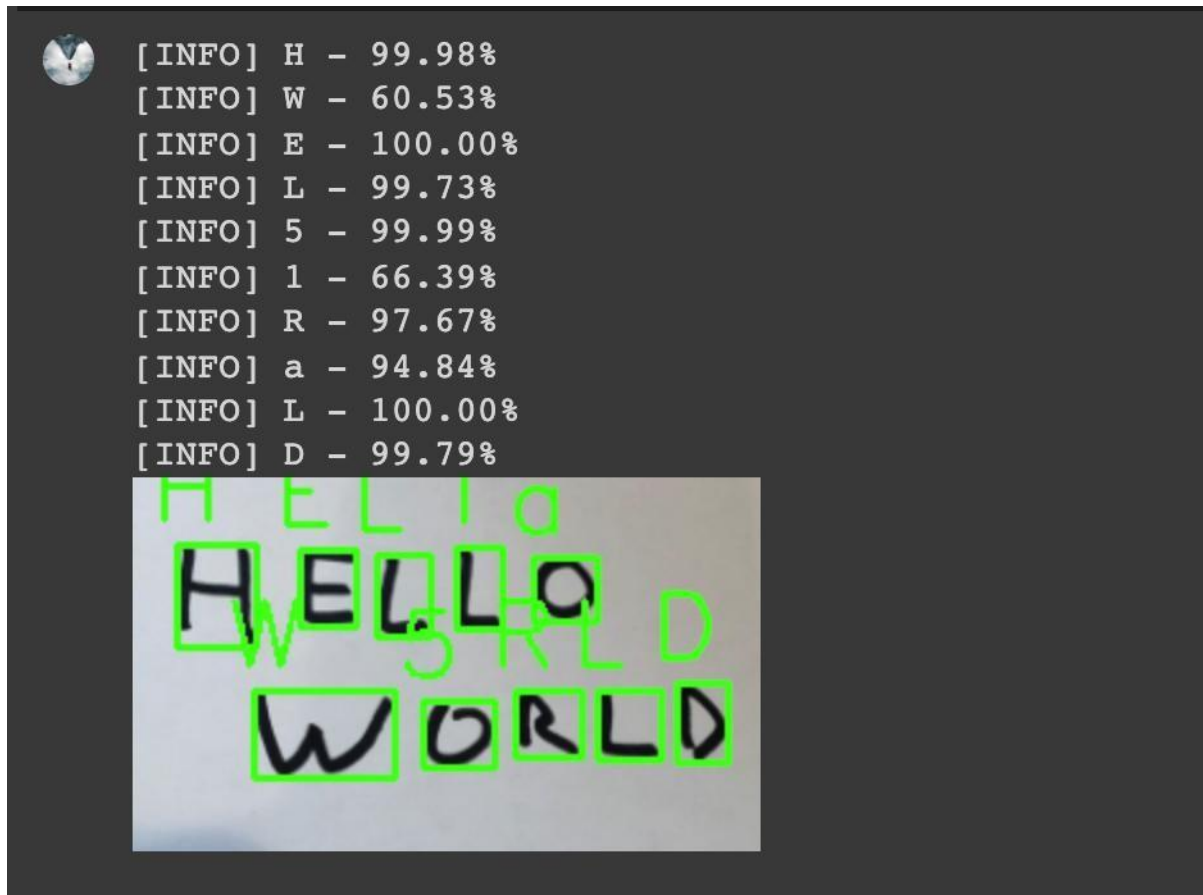 [INFO] H - 99.98%
[INFO] W - 60.53%
[INFO] E - 100.00%
[INFO] L - 99.73%
[INFO] 5 - 99.99%
[INFO] 1 - 66.39%
[INFO] R - 97.67%
[INFO] a - 94.84%
[INFO] L - 100.00%
[INFO] D - 99.79%
H E L 1 a
HELLO
W 5 R L D
WORLD